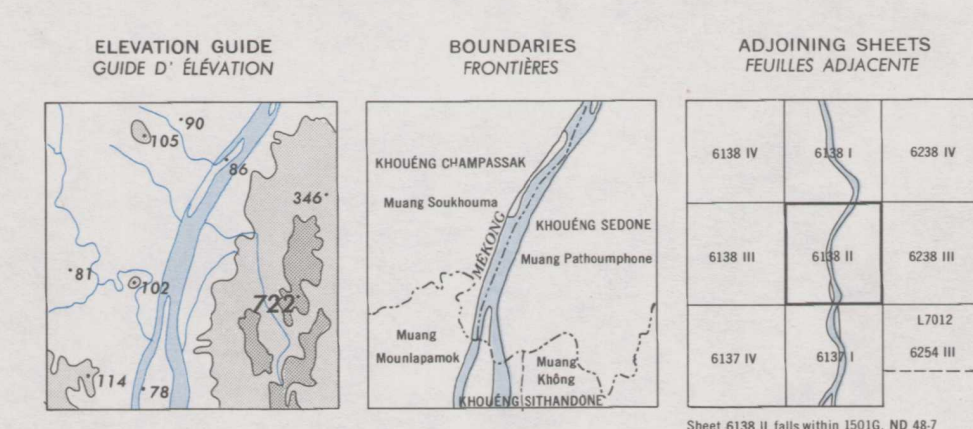 ELEVATION GUIDE
GUIDE D' ÉLÉVATION
90
105
86
346
81
102
722
114
78
BOUNDARIES
FRONTIÈRES
KHOUÉNG CHAMPASSAK
Muang Soukhouma
MÉKONG
KHOUÉNG SEDONE
Muang Pathoumphone
Muang
Mounlapamok
Muang
Không
KHOUÉNG SITHANDONE
ADJOINING SHEETS
FEUILLES ADJACENTE
6138 IV
6138 I
6238 IV
6138 III
6138 II
6238 III
L7012
6137 IV
6137 I
6254 III
Sheet 6138 II falls within 1501G, ND 48-7